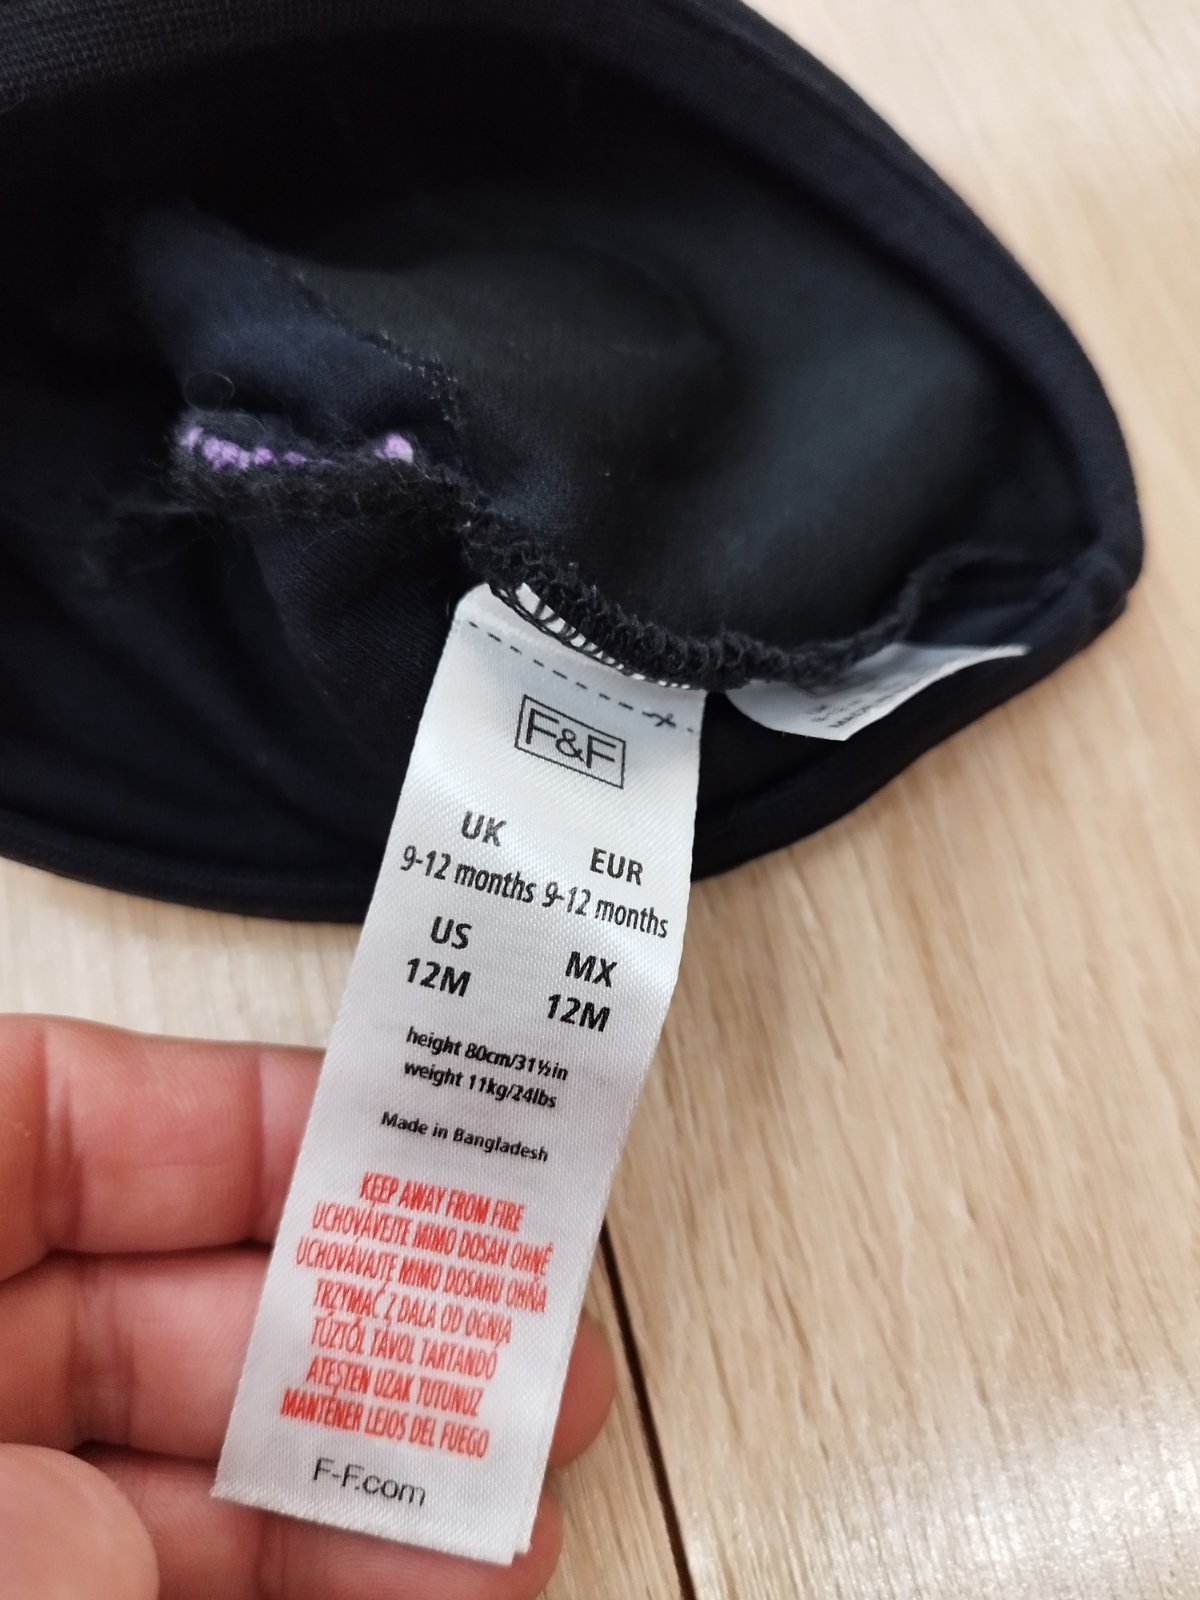 F&F
UK
9-12 months
EUR
9-12 months
US
12M
MX
12M
height 80cm/31½in
weight 11kg/24lbs
Made in Bangladesh
KEEP AWAY FROM FIRE
UCHOVÁVEJTE MIMO DOSAH OHNĚ
UCHOVÁVAJTE MIMO DOSAHU OHŇA
TRZYMAĆ Z DALA OD OGNIA
TŰZTŐL TÁVOL TARTANDÓ
ATEŞTEN UZAK TUTUNUZ
MANTENER LEJOS DEL FUEGO
F-F.com